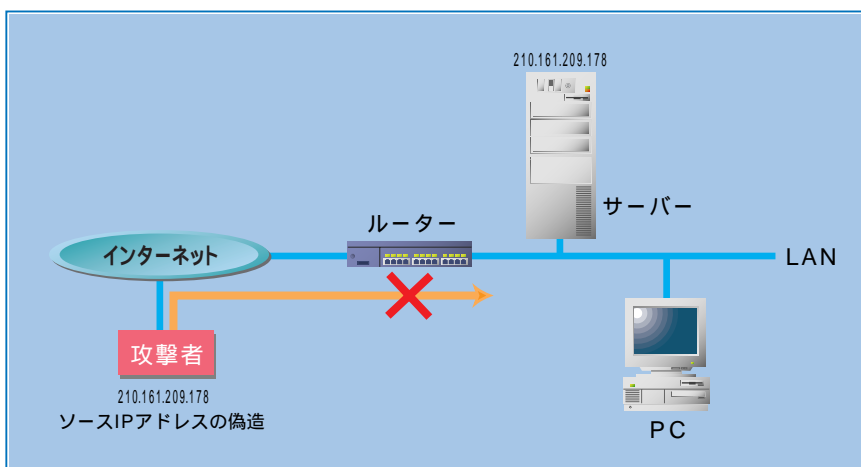 210.161.209.178
サーバー
ルーター
インターネット
LAN
攻撃者
210.161.209.178
ソースIPアドレスの偽造
PC